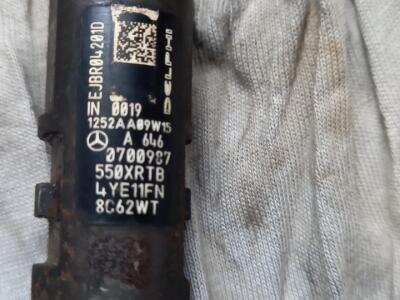 EJBR04201D
IN 0019
1252AA09W15
A 646
0700987
550XRTB
4YE11FN
8C62WT